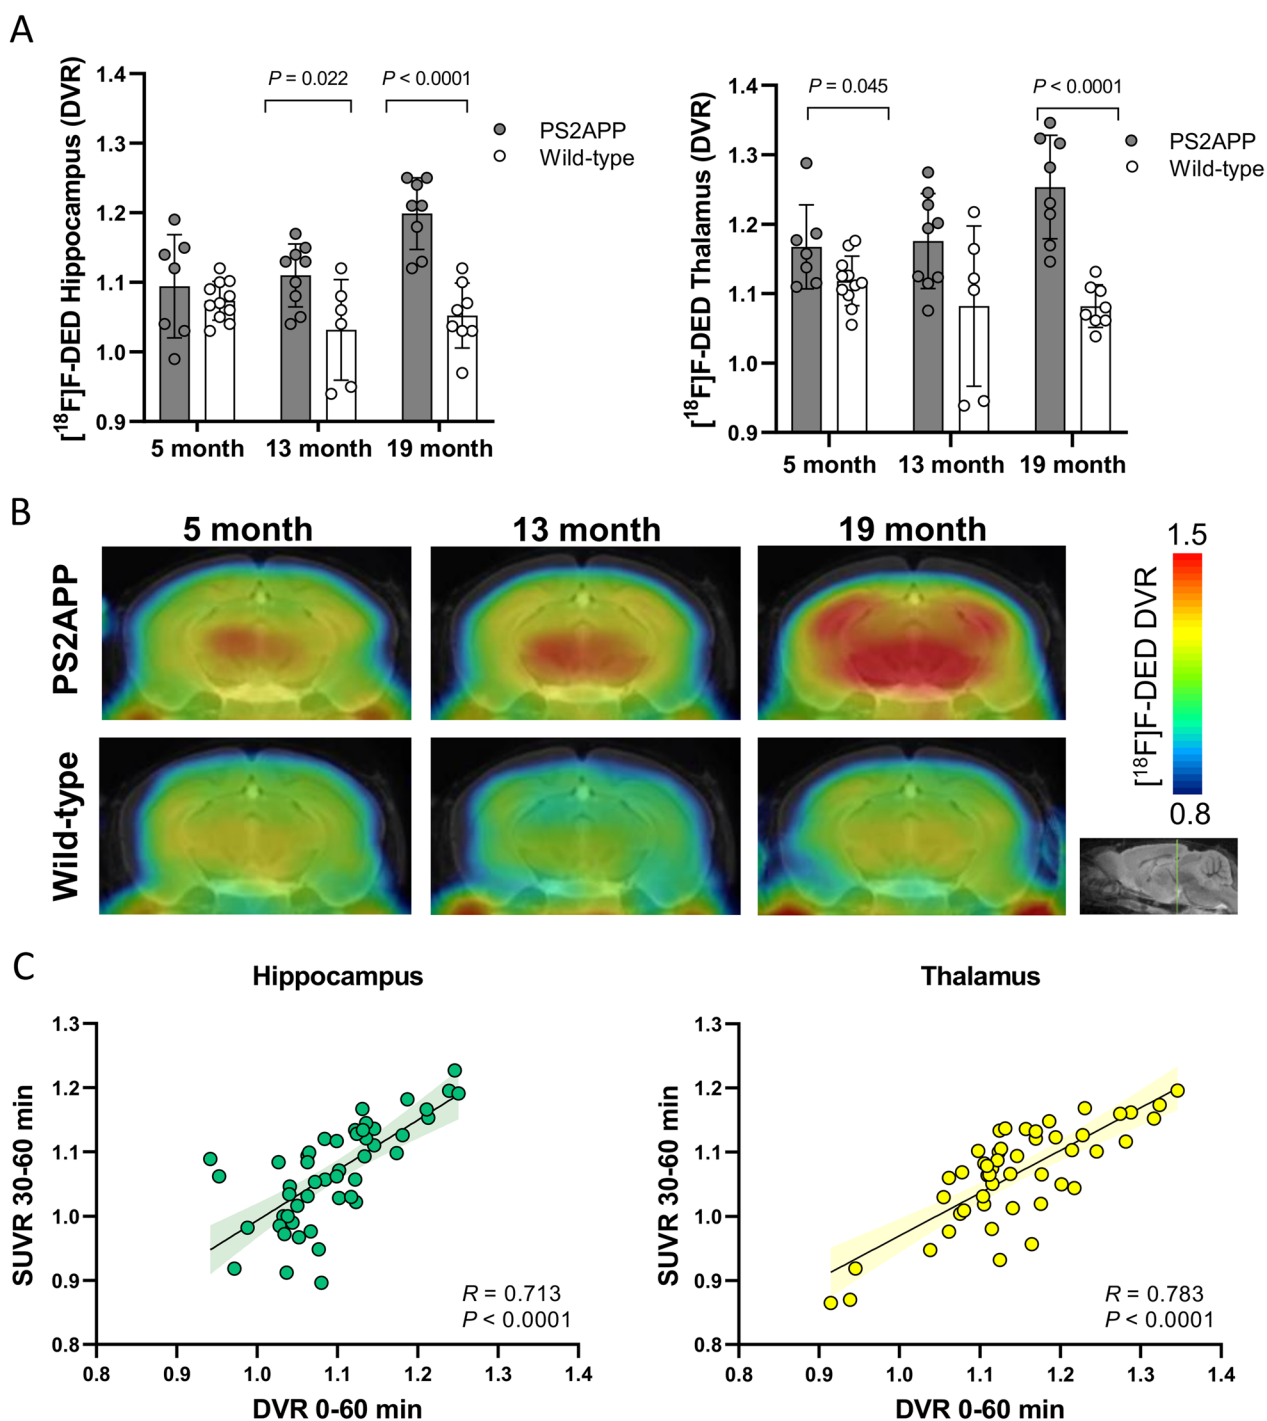 A
[¹⁸F]F-DED Hippocampus (DVR)
1.4
1.3
1.2
1.1
1.0
0.9
P = 0.022
P < 0.0001
PS2APP
Wild-type
5 month
13 month
19 month
[¹⁸F]F-DED Thalamus (DVR)
1.4
1.3
1.2
1.1
1.0
0.9
P = 0.045
P < 0.0001
PS2APP
Wild-type
5 month
13 month
19 month
B
5 month
13 month
19 month
PS2APP
Wild-type
1.5
[¹⁸F]F-DED DVR
0.8
C
Hippocampus
SUVR 30-60 min
1.3
1.2
1.1
1.0
0.9
0.8
R = 0.713
P < 0.0001
0.8 0.9 1.0 1.1 1.2 1.3 1.4
DVR 0-60 min
Thalamus
SUVR 30-60 min
1.3
1.2
1.1
1.0
0.9
0.8
R = 0.783
P < 0.0001
0.8 0.9 1.0 1.1 1.2 1.3 1.4
DVR 0-60 min